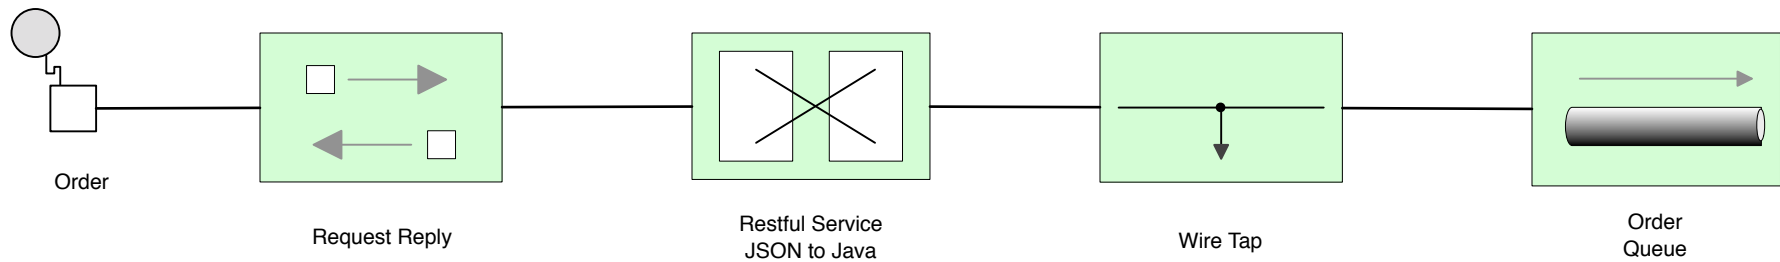 Order
Request Reply
Restful Service
JSON to Java
Wire Tap
Order
Queue